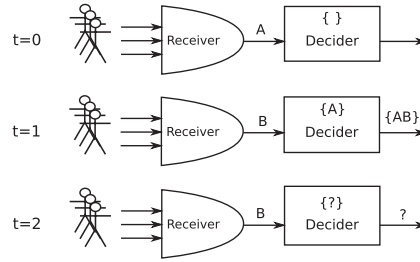 t=0
Receiver
A
{ }
Decider
t=1
Receiver
B
{A}
Decider
{AB}
t=2
Receiver
B
{?}
Decider
?